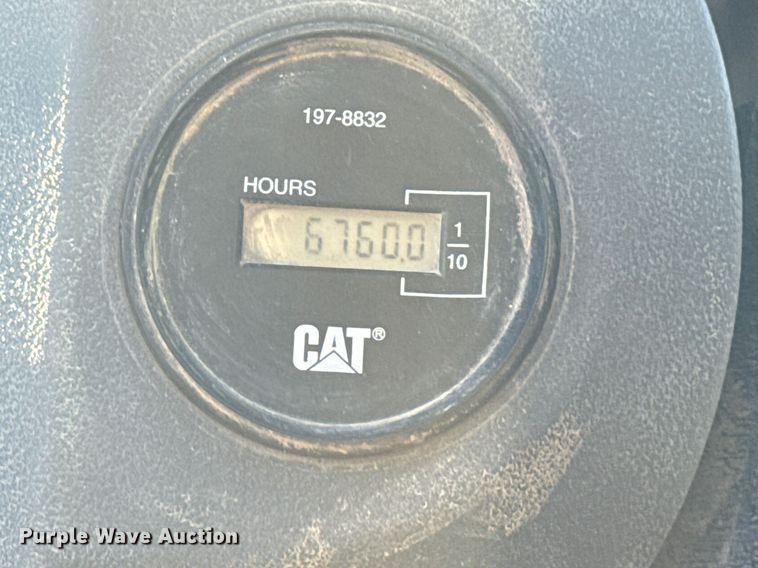 197-8832
HOURS
6760.0
1
10
CAT®
Purple Wave Auction